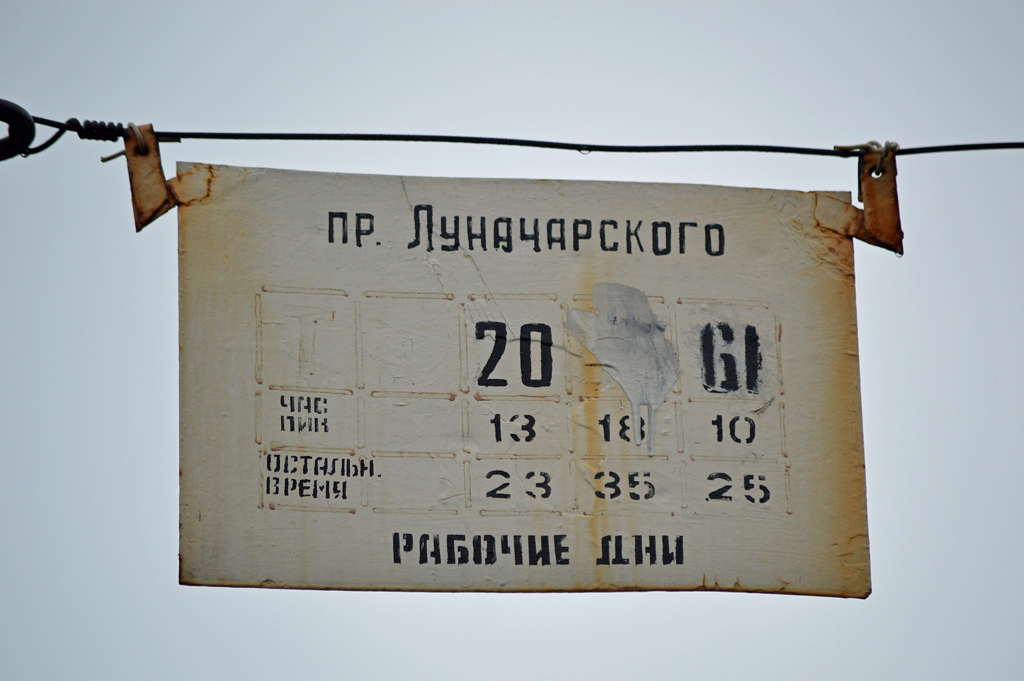 пр. Луначарского
Т 20 61
ЧАС
ПИК 13 18 10
ОСТАЛЬН.
ВРЕМЯ 23 35 25
РАБОЧИЕ ДНИ